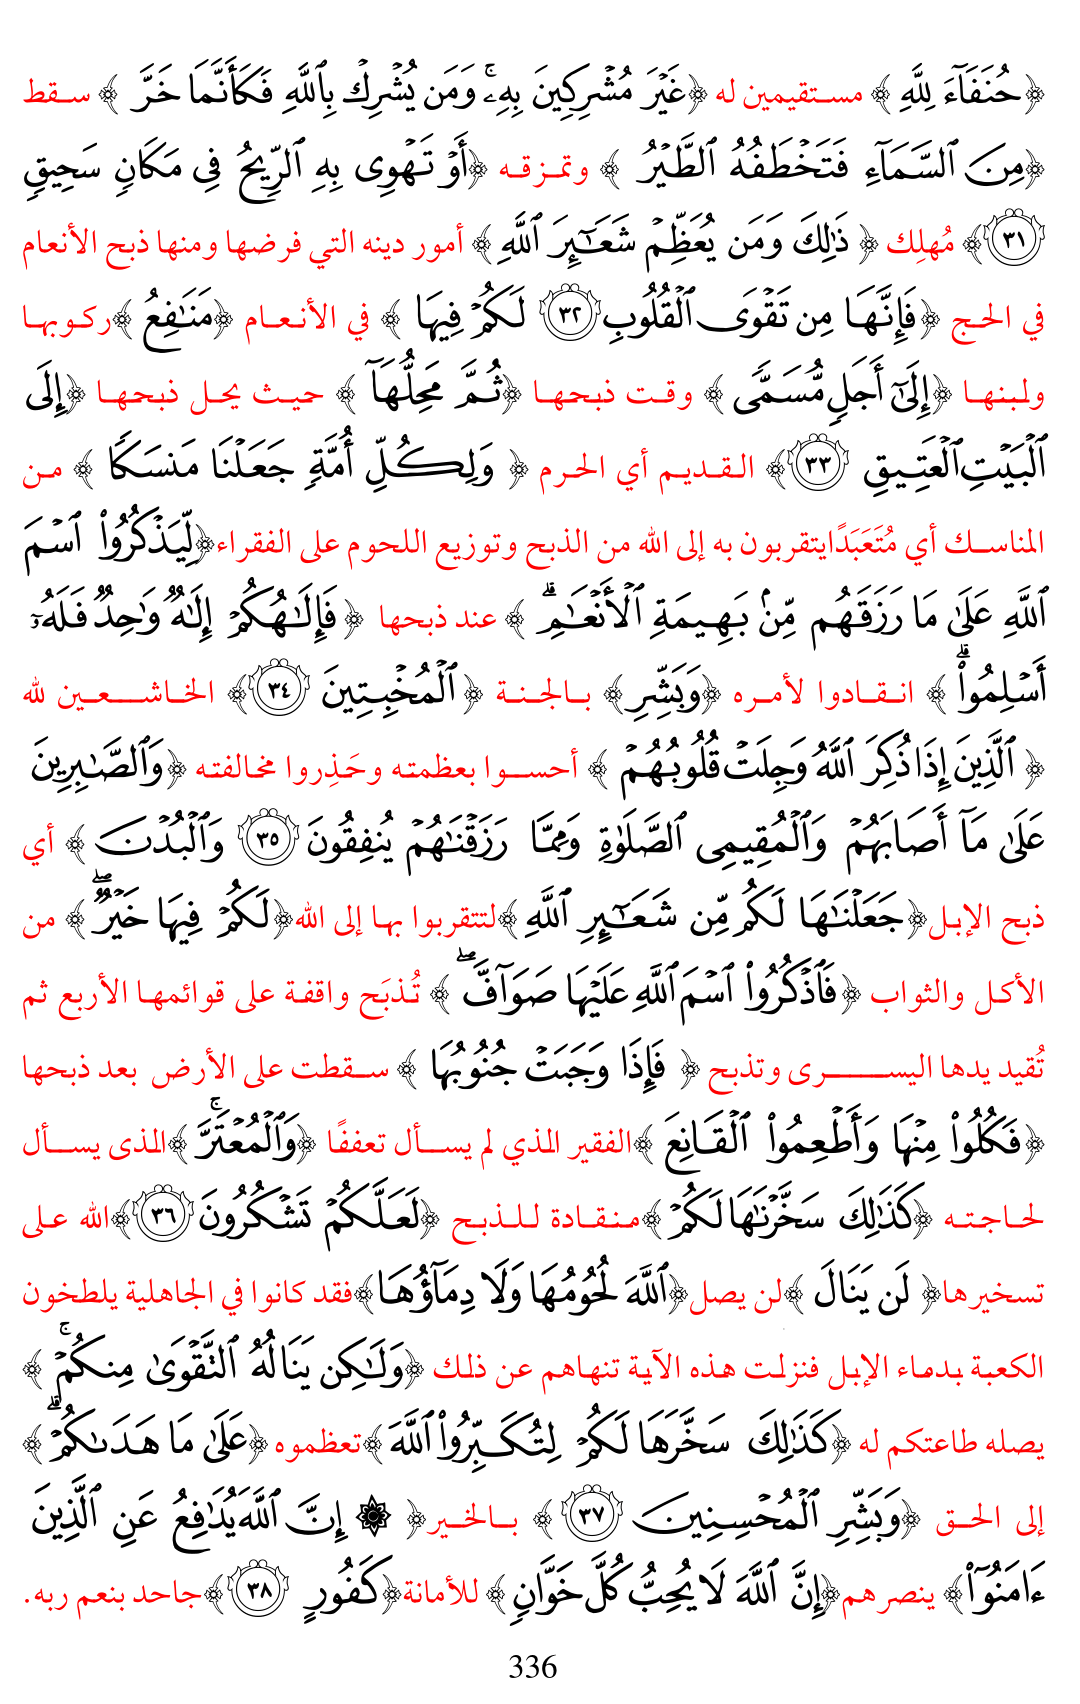 ﴿حُنَفَآءَ لِلَّهِ ﴾ مستقيمين له ﴿غَيْرَ مُشْرِكِينَ بِهِۦۚ وَمَن يُشْرِكْ بِٱللَّهِ فَكَأَنَّمَا خَرَّ ﴾ سقط
﴿مِنَ ٱلسَّمَآءِ فَتَخْطَفُهُ ٱلطَّيْرُ ﴾ وتمزقه ﴿أَوْ تَهْوِى بِهِ ٱلرِّيحُ فِى مَكَانٍ سَحِيقٍ
٣١﴾ مُهلِك ﴿ ذَٰلِكَ وَمَن يُعَظِّمْ شَعَـٰٓئِرَ ٱللَّهِ ﴾ أمور دينه التي فرضها ومنها ذبح الأنعام
في الحج ﴿فَإِنَّهَا مِن تَقْوَى ٱلْقُلُوبِ ٣٢ لَكُمْ فِيهَا ﴾ في الأنعام ﴿مَنَـٰفِعُ ﴾ركوبها
ولبنها ﴿إِلَىٰٓ أَجَلٍ مُّسَمًّى ﴾ وقت ذبحها ﴿ثُمَّ مَحِلُّهَآ ﴾ حيث يحل ذبحها ﴿إِلَى
ٱلْبَيْتِ ٱلْعَتِيقِ ٣٣﴾ القديم أي الحرم ﴿ وَلِكُلِّ أُمَّةٍ جَعَلْنَا مَنسَكًا ﴾ من
المناسك أي مُتَعَبَدًايتقربون به إلى الله من الذبح وتوزيع اللحوم على الفقراء﴿لِّيَذْكُرُوا۟ ٱسْمَ
ٱللَّهِ عَلَىٰ مَا رَزَقَهُم مِّنۢ بَهِيمَةِ ٱلْأَنْعَـٰمِۗ ﴾ عند ذبحها ﴿فَإِلَـٰهُكُمْ إِلَـٰهٌ وَٰحِدٌ فَلَهُۥٓ
أَسْلِمُوا۟ۗ ﴾ انقادوا لأمره ﴿وَبَشِّرِ﴾ بالجنة ﴿ٱلْمُخْبِتِينَ ٣٤﴾ الخاشعين لله
﴿ ٱلَّذِينَ إِذَا ذُكِرَ ٱللَّهُ وَجِلَتْ قُلُوبُهُمْ ﴾ أحسوا بعظمته وحَذِروا مخالفته ﴿وَٱلصَّـٰبِرِينَ
عَلَىٰ مَآ أَصَابَهُمْ وَٱلْمُقِيمِى ٱلصَّلَوٰةِ وَمِمَّا رَزَقْنَـٰهُمْ يُنفِقُونَ ٣٥ وَٱلْبُدْنَ ﴾ أي
ذبح الإبل﴿جَعَلْنَـٰهَا لَكُم مِّن شَعَـٰٓئِرِ ٱللَّهِ﴾لتتقربوا بها إلى الله﴿لَكُمْ فِيهَا خَيْرٌۖ ﴾ من
الأكل والثواب ﴿فَٱذْكُرُوا۟ ٱسْمَ ٱللَّهِ عَلَيْهَا صَوَآفَّۖ ﴾ تُذبَح واقفة على قوائمها الأربع ثم
تُقيد يدها اليسرى وتذبح ﴿ فَإِذَا وَجَبَتْ جُنُوبُهَا ﴾ سقطت على الأرض بعد ذبحها
﴿فَكُلُوا۟ مِنْهَا وَأَطْعِمُوا۟ ٱلْقَانِعَ ﴾الفقير الذي لم يسأل تعففًا ﴿وَٱلْمُعْتَرَّۚ ﴾الذى يسأل
لحاجته ﴿كَذَٰلِكَ سَخَّرْنَـٰهَا لَكُمْ ﴾منقادة للذبح ﴿لَعَلَّكُمْ تَشْكُرُونَ ٣٦﴾الله على
تسخيرها﴿ لَن يَنَالَ ﴾لن يصل﴿ٱللَّهَ لُحُومُهَا وَلَا دِمَآؤُهَا﴾فقد كانوا في الجاهلية يلطخون
الكعبة بدماء الإبل فنزلت هذه الآية تنهاهم عن ذلك ﴿وَلَـٰكِن يَنَالُهُ ٱلتَّقْوَىٰ مِنكُمْۚ ﴾
يصله طاعتكم له ﴿كَذَٰلِكَ سَخَّرَهَا لَكُمْ لِتُكَبِّرُوا۟ ٱللَّهَ﴾تعظموه ﴿عَلَىٰ مَا هَدَىٰكُمْۗ ﴾
إلى الحق ﴿وَبَشِّرِ ٱلْمُحْسِنِينَ ٣٧ ﴾ بالخير﴿ ۞ إِنَّ ٱللَّهَ يُدَٰفِعُ عَنِ ٱلَّذِينَ
ءَامَنُوٓا۟ ﴾ ينصرهم﴿إِنَّ ٱللَّهَ لَا يُحِبُّ كُلَّ خَوَّانٍ ﴾ للأمانة﴿كَفُورٍ ٣٨ ﴾جاحد بنعم ربه.
336